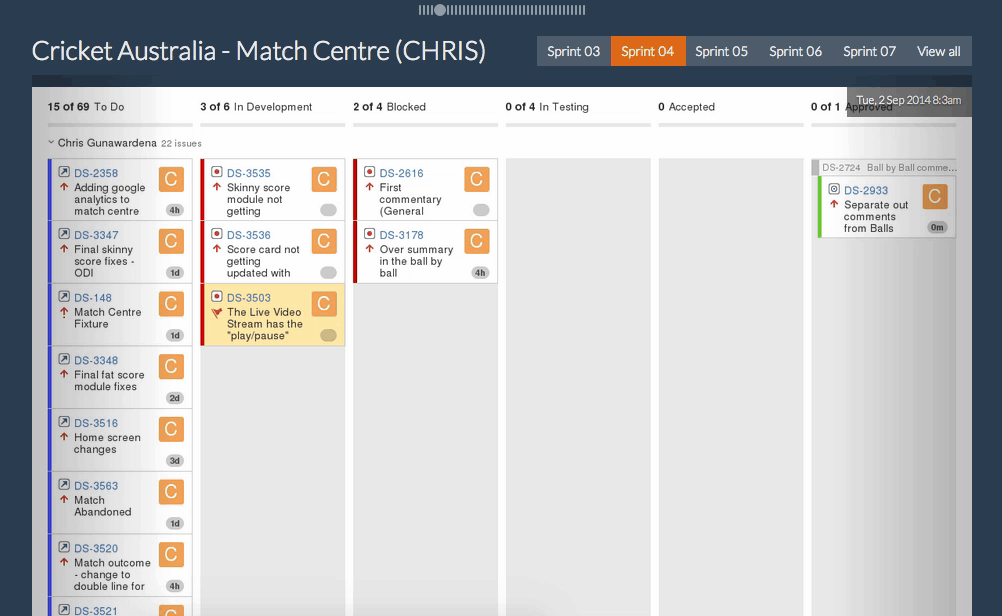 Cricket Australia - Match Centre (CHRIS)
Sprint 03 Sprint 04 Sprint 05 Sprint 06 Sprint 07 View all
Tue, 2 Sep 2014 8:3am
15 of 69 To Do
3 of 6 In Development
2 of 4 Blocked
0 of 4 In Testing
0 Accepted
0 of 1 Approved
Chris Gunawardena 22 issues
DS-2358
C
Adding google
analytics to
match centre
4h
DS-3347
C
Final skinny
score fixes -
ODI
1d
DS-148
C
Match Centre
Fixture
1d
DS-3348
C
Final fat score
module fixes
2d
DS-3516
C
Home screen
changes
3d
DS-3563
C
Match
Abandoned
1d
DS-3520
C
Match outcome
- change to
double line for
4h
DS-3521
C
DS-3535
C
Skinny score
module not
getting
DS-3536
C
Score card not
getting
updated with
DS-3503
C
The Live Video
Stream has the
"play/pause"
DS-2616
C
First
commentary
(General
DS-3178
C
Over summary
in the ball by
ball
4h
DS-2724 Ball by Ball comme...
DS-2933
C
Separate out
comments
from Balls
0m